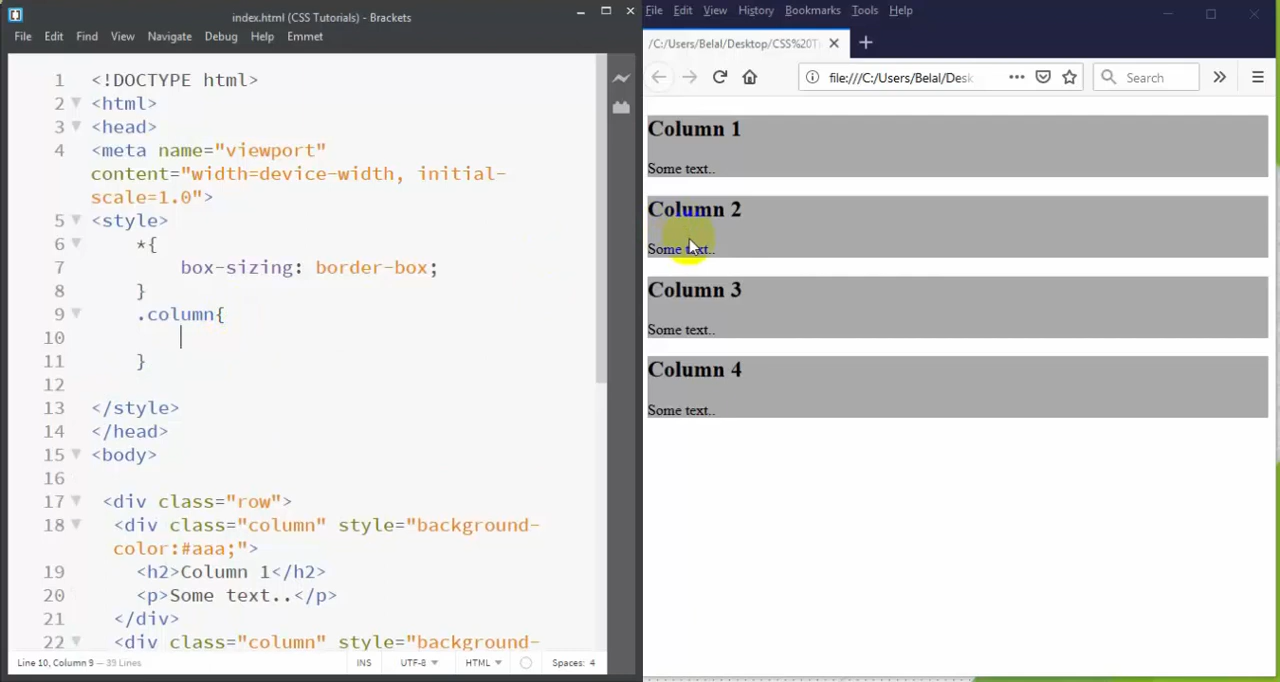 index.html (CSS Tutorials) - Brackets
File Edit Find View Navigate Debug Help Emmet
1 <!DOCTYPE html>
2 <html>
3 <head>
4 <meta name="viewport"
content="width=device-width, initial-
scale=1.0">
5 <style>
6 *{
7 box-sizing: border-box;
8 }
9 .column{
10
11 }
12
13 </style>
14 </head>
15 <body>
16
17 <div class="row">
18 <div class="column" style="background-
color:#aaa;">
19 <h2>Column 1</h2>
20 <p>Some text..</p>
21 </div>
22 <div class="column" style="background-
Line 10, Column 9 — 39 Lines
INS UTF-8 HTML Spaces: 4
File Edit View History Bookmarks Tools Help
/C:/Users/Belal/Desktop/CSS%20T
file:///C:/Users/Belal/Desk
Search
Column 1
Some text..
Column 2
Some text..
Column 3
Some text..
Column 4
Some text..